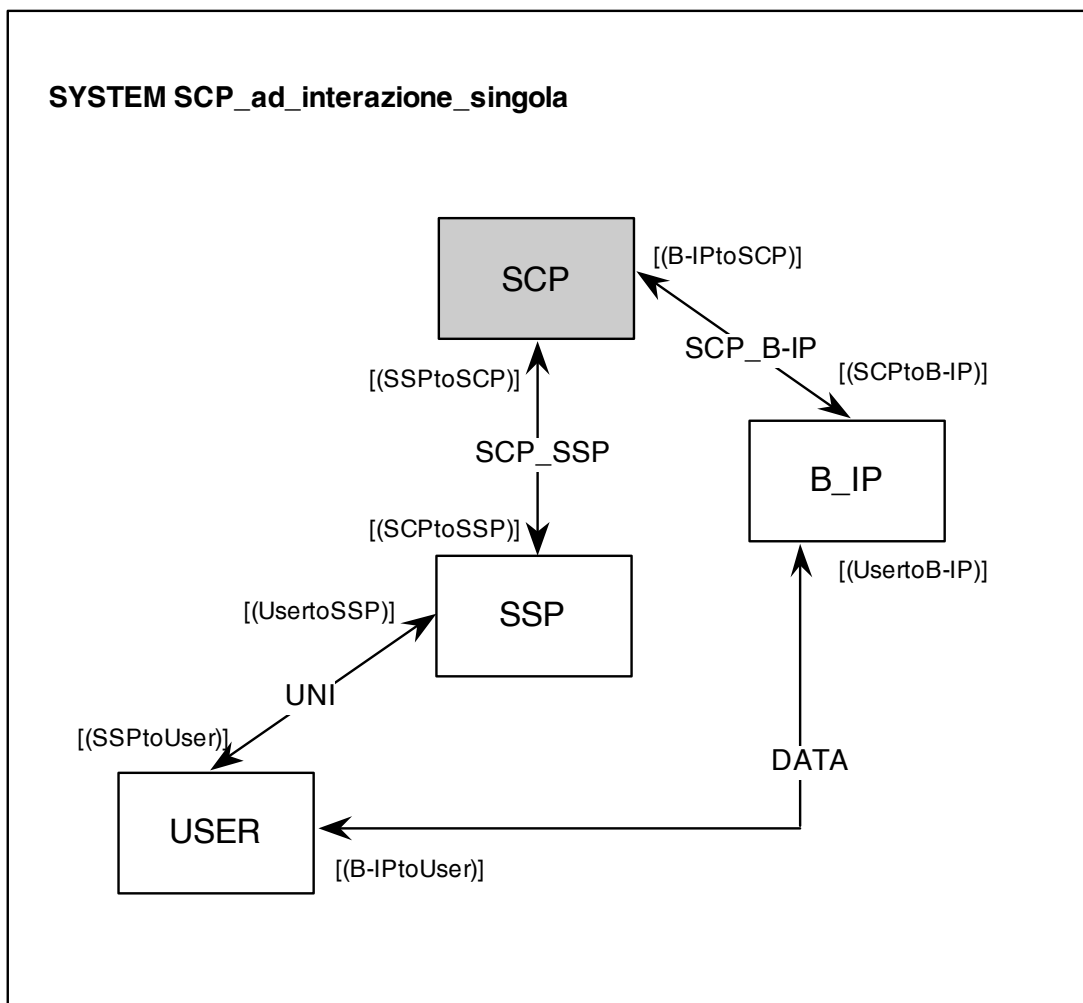 SYSTEM SCP_ad_interazione_singola
SCP
[(B-IPtoSCP)]
SCP_B-IP
[(SCPtoB-IP)]
[(SSPtoSCP)]
SCP_SSP
B_IP
[(SCPtoSSP)]
[(UsertoB-IP)]
[(UsertoSSP)]
SSP
UNI
[(SSPtoUser)]
DATA
USER
[(B-IPtoUser)]